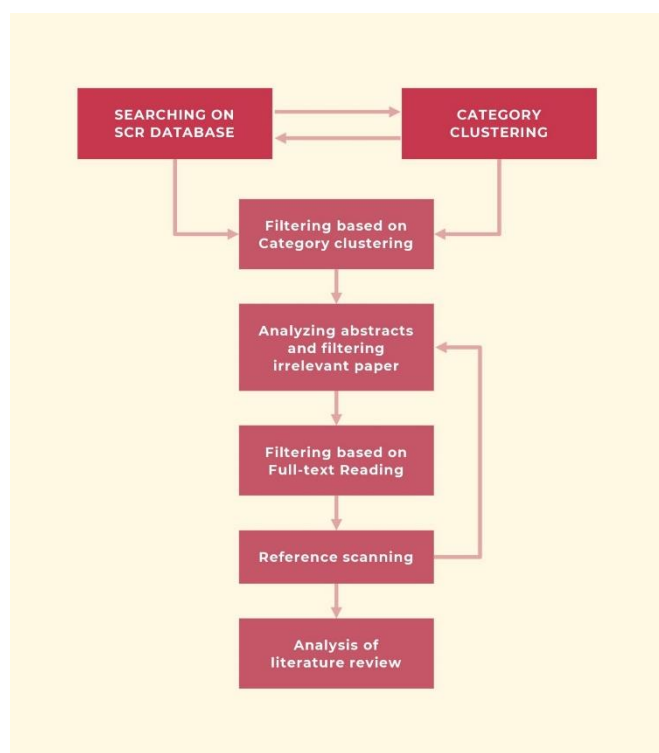 SEARCHING ON
SCR DATABASE
CATEGORY
CLUSTERING
Filtering based on
Category clustering
Analyzing abstracts
and filtering
irrelevant paper
Filtering based on
Full-text Reading
Reference scanning
Analysis of
literature review